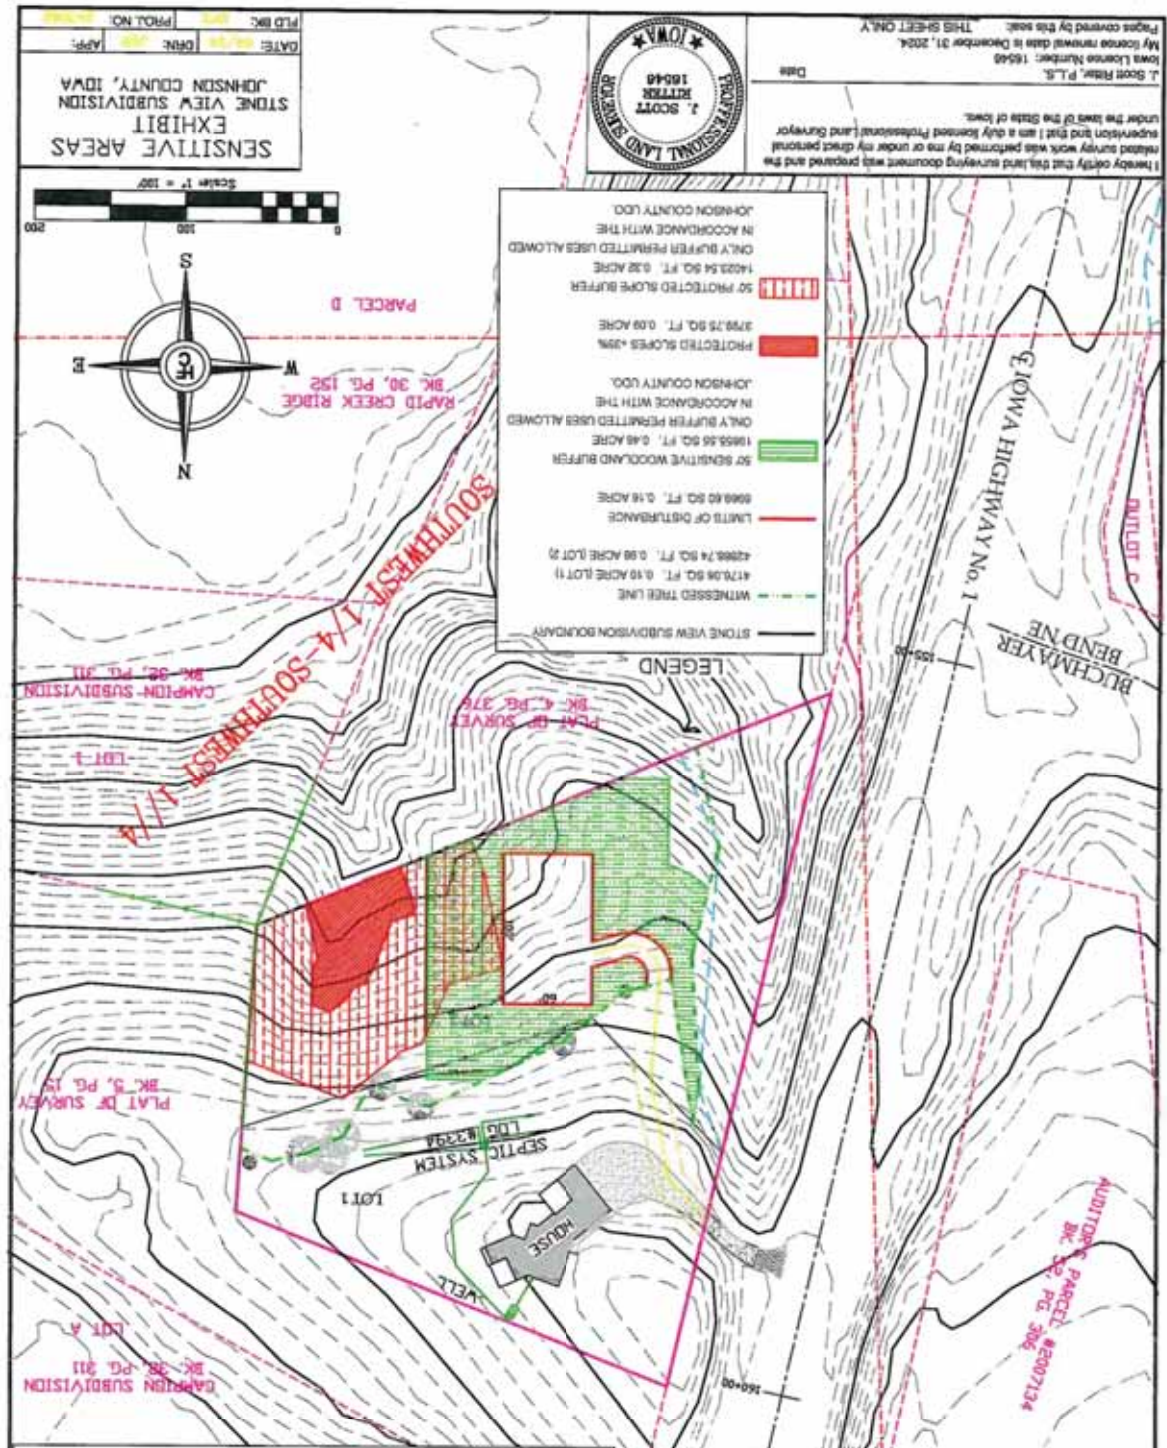 AUDITOR'S PARCEL #2007134
BK. 52, PG. 306
160+00
CAMPION SUBDIVISION
BK. 32, PG. 311
LOT A
WELL
HOUSE
LOT 1
SEPTIC SYSTEM
LDG #3394
PLAT OF SURVEY
BK. 5, PG. 15
60'
LOT 1
CAMPION SUBDIVISION
BK. 32, PG. 311
PLAT OF SURVEY
BK. 4, PG. 376
SOUTHWEST 1/4-SOUTHWEST 1/4
BUCHMAYER
BEND NE
155+00
OUTLOT C
℄ IOWA HIGHWAY No. 1
LEGEND
STONE VIEW SUBDIVISION BOUNDARY
WITNESSED TREE LINE
4170.06 SQ. FT. 0.10 ACRE (LOT 1)
0.98 ACRE (LOT 2)
LIMITS OF DISTURBANCE
6969.60 SQ. FT. 0.16 ACRE
50' SENSITIVE WOODLAND BUFFER
19855.55 SQ. FT. 0.46 ACRE
ONLY BUFFER PERMITTED USES ALLOWED
IN ACCORDANCE WITH THE
JOHNSON COUNTY UDO.
PROTECTED SLOPES +35%
3799.75 SQ. FT. 0.09 ACRE
50' PROTECTED SLOPE BUFFER
14023.54 SQ. FT. 0.32 ACRE
ONLY BUFFER PERMITTED USES ALLOWED
IN ACCORDANCE WITH THE
JOHNSON COUNTY UDO.
N
W
E
S
RAPID CREEK RIDGE
BK. 30, PG. 152
PARCEL D
0 100 200
Scale: 1" = 100'
I hereby certify that this land surveying document was prepared and the
related survey work was performed by me or under my direct personal
supervision and that I am a duly licensed Professional Land Surveyor
under the laws of the State of Iowa.
J. Scott Ritter, P.L.S. Date
Iowa License Number: 16546
My license renewal date is December 31, 2024.
Pages covered by this seal: THIS SHEET ONLY
PROFESSIONAL LAND SURVEYOR
J. SCOTT
RITTER
16546
IOWA
SENSITIVE AREAS
EXHIBIT
STONE VIEW SUBDIVISION
JOHNSON COUNTY, IOWA
DATE: DRN: APP:
FLD BK: PROJ. NO: